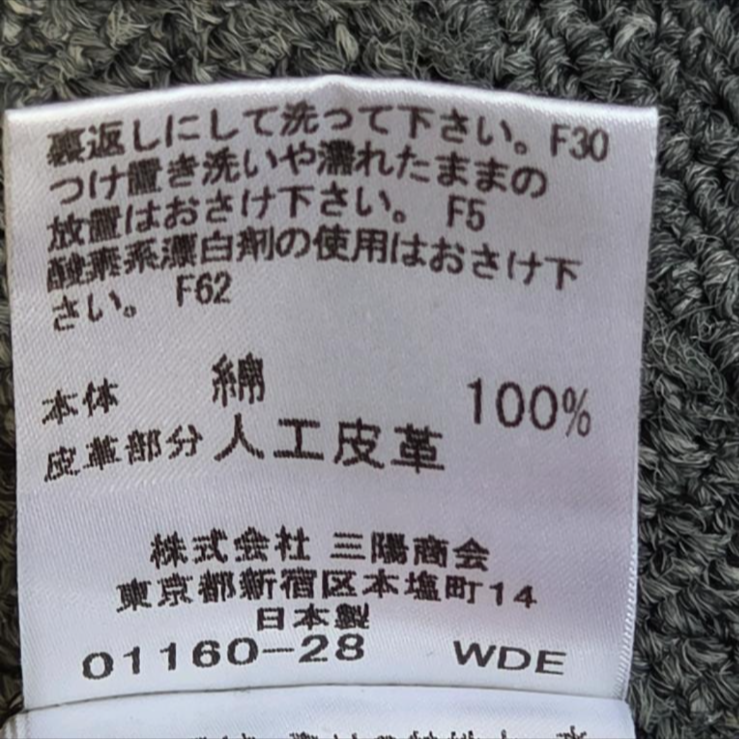 裏返しにして洗って下さい。F30
つけ置き洗いや濡れたままの
放置はおさけ下さい。 F5
酸素系漂白剤の使用はおさけ下
さい。 F62
本体 綿 100%
皮革部分 人工皮革
株式会社 三陽商会
東京都新宿区本塩町14
日本製
01160-28 WDE